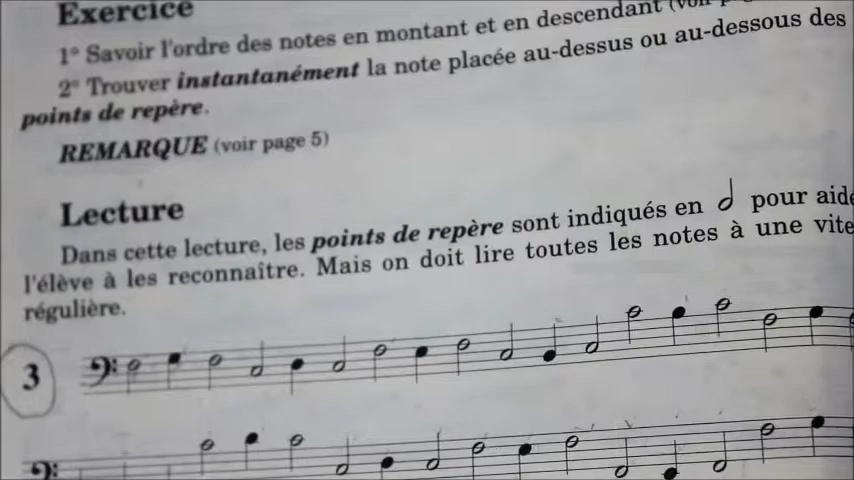 Exercice
1° Savoir l'ordre des notes en montant et en descendant (voir
2° Trouver instantanément la note placée au-dessus ou au-dessous des
points de repère.
REMARQUE (voir page 5)
Lecture
Dans cette lecture, les points de repère sont indiqués en pour aide
l'élève à les reconnaître. Mais on doit lire toutes les notes à une vite
régulière.
3